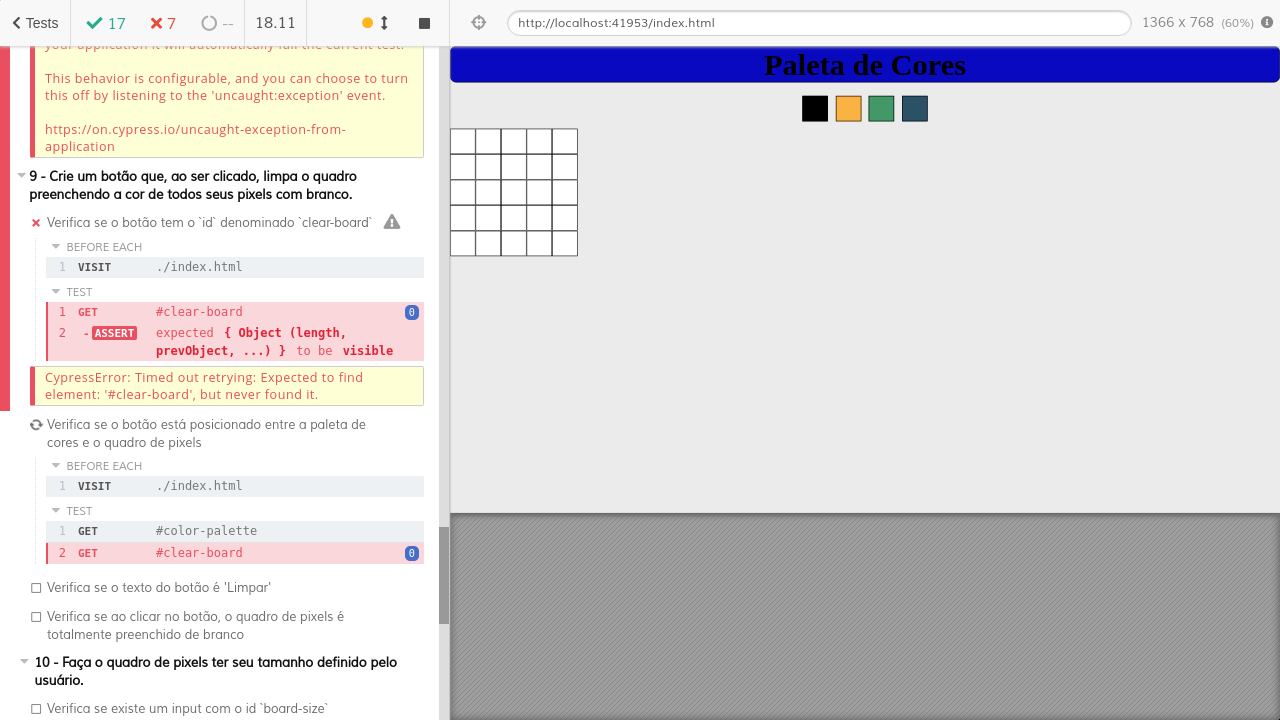 Tests
17
7
--
18.11
http://localhost:41953/index.html
1366 x 768 (60%)
your application it will automatically fail the current test.
This behavior is configurable, and you can choose to turn
this off by listening to the 'uncaught:exception' event.
https://on.cypress.io/uncaught-exception-from-
application
9 - Crie um botão que, ao ser clicado, limpa o quadro
preenchendo a cor de todos seus pixels com branco.
Verifica se o botão tem o `id` denominado `clear-board`
BEFORE EACH
1 VISIT ./index.html
TEST
1 GET #clear-board 0
2 -ASSERT expected { Object (length,
prevObject, ...) } to be visible
CypressError: Timed out retrying: Expected to find
element: '#clear-board', but never found it.
Verifica se o botão está posicionado entre a paleta de
cores e o quadro de pixels
BEFORE EACH
1 VISIT ./index.html
TEST
1 GET #color-palette
2 GET #clear-board 0
Verifica se o texto do botão é 'Limpar'
Verifica se ao clicar no botão, o quadro de pixels é
totalmente preenchido de branco
10 - Faça o quadro de pixels ter seu tamanho definido pelo
usuário.
Verifica se existe um input com o id `board-size`
Paleta de Cores